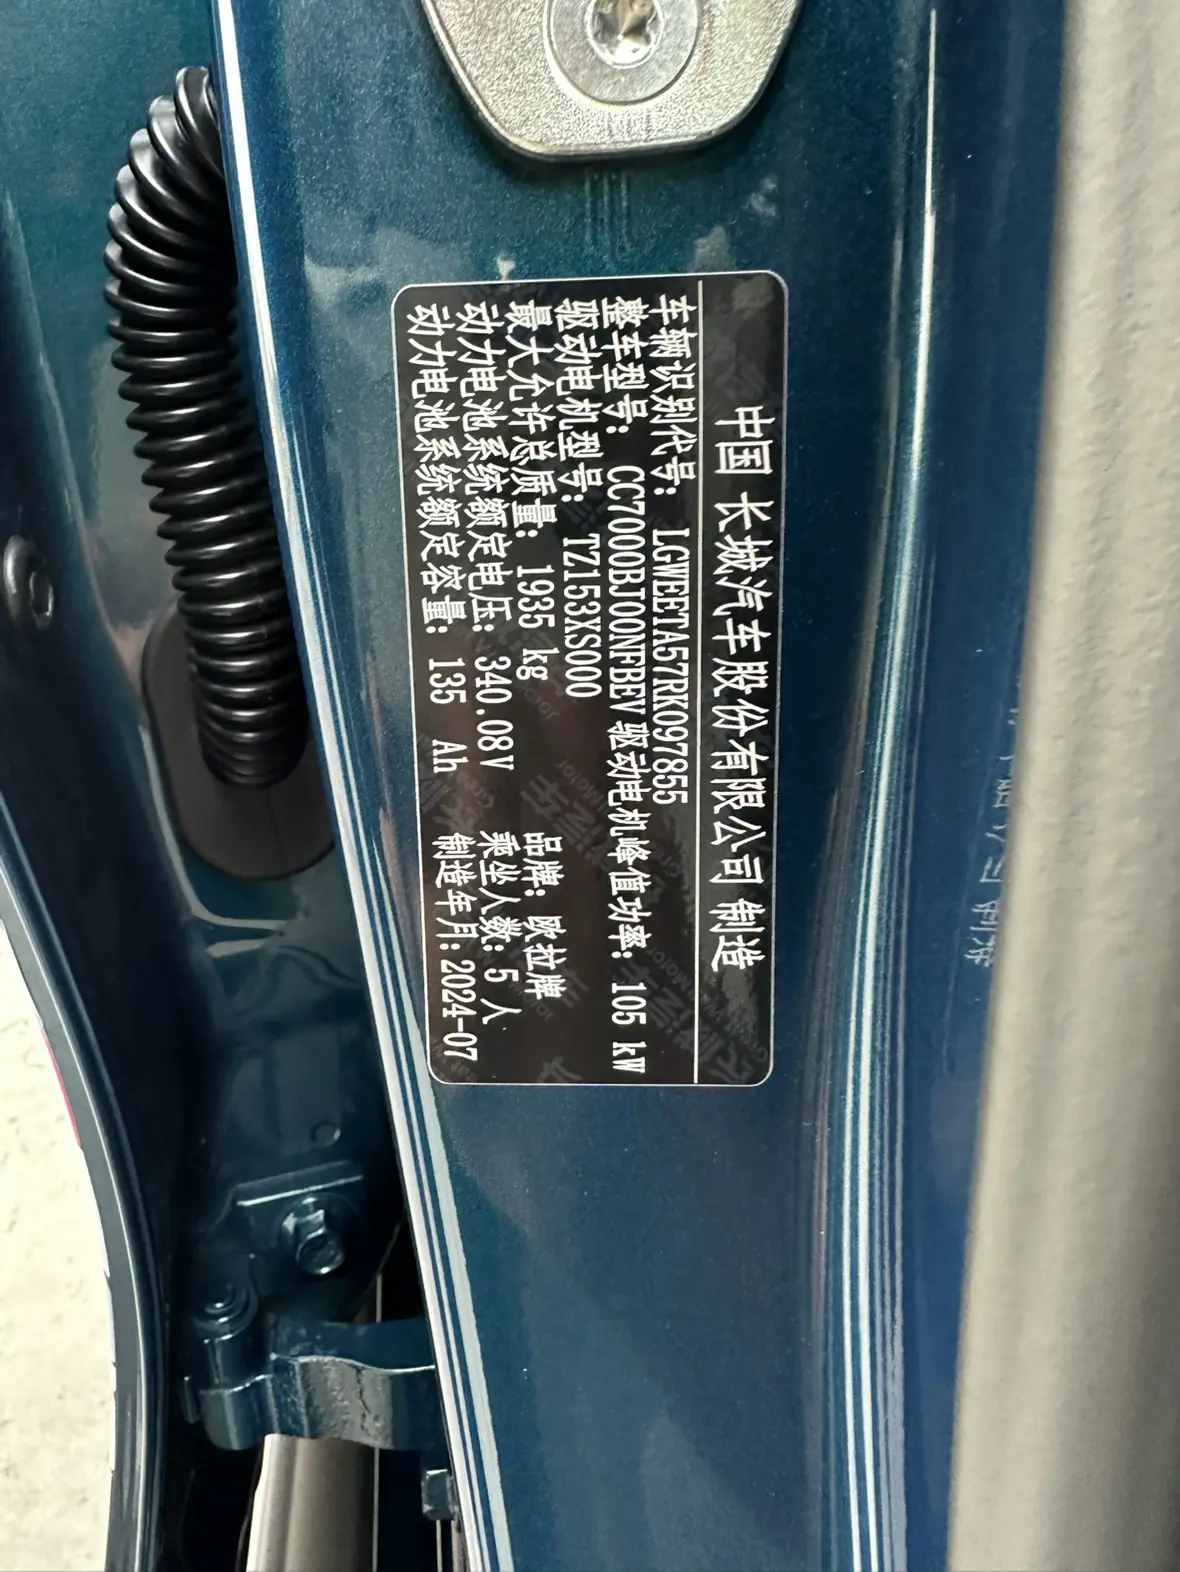 中国 长城汽车股份有限公司 制造
车辆识别代号: LGWEETA57RK097855
整车型号: CC7000BJ00NFBEV 驱动电机峰值功率: 105 kW
驱动电机型号: TZ153XS000
最大允许总质量: 1935 kg 品牌: 欧拉牌
动力电池系统额定电压: 340.08V 乘坐人数: 5 人
动力电池系统额定容量: 135 Ah 制造年月: 2024-07